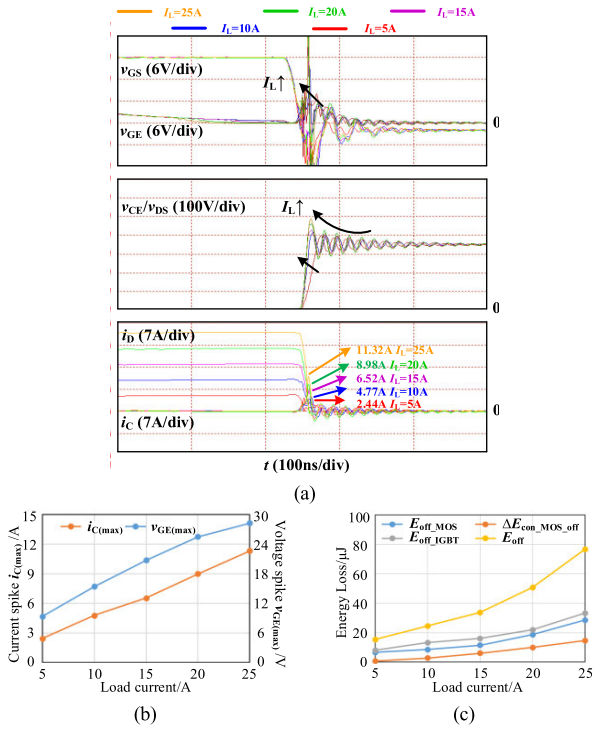 I_L=25A I_L=20A I_L=15A
I_L=10A I_L=5A
v_GS (6V/div)
I_L↑
v_GE (6V/div)
0
v_CE/v_DS (100V/div)
I_L↑
0
i_D (7A/div)
11.32A I_L=25A
8.98A I_L=20A
6.52A I_L=15A
4.77A I_L=10A
2.44A I_L=5A
0
i_C (7A/div)
t (100ns/div)
(a)
Current spike i_C(max) /A
15
12
9
6
3
0
i_C(max) v_GE(max)
30
24
18
12
6
0
Voltage spike v_GE(max) /V
5 10 15 20 25
Load current/A
(b)
Energy Loss/μJ
100
80
60
40
20
0
E_off_MOS ΔE_con_MOS_off
E_off_IGBT E_off
5 10 15 20 25
Load current/A
(c)